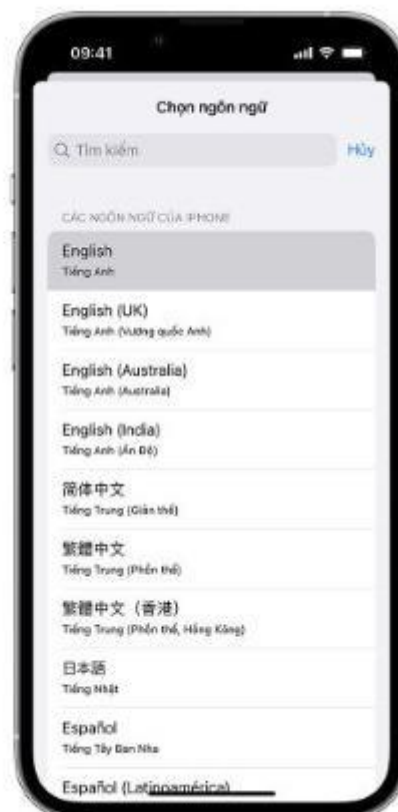 09:41
Chọn ngôn ngữ
Tìm kiếm
Hủy
CÁC NGÔN NGỮ CỦA IPHONE
English
Tiếng Anh
English (UK)
Tiếng Anh (Vương quốc Anh)
English (Australia)
Tiếng Anh (Australia)
English (India)
Tiếng Anh (Ấn Độ)
简体中文
Tiếng Trung (Giản thể)
繁體中文
Tiếng Trung (Phồn thể)
繁體中文（香港）
Tiếng Trung (Phồn thể, Hồng Kông)
日本語
Tiếng Nhật
Español
Tiếng Tây Ban Nha
Español (Latinoamérica)